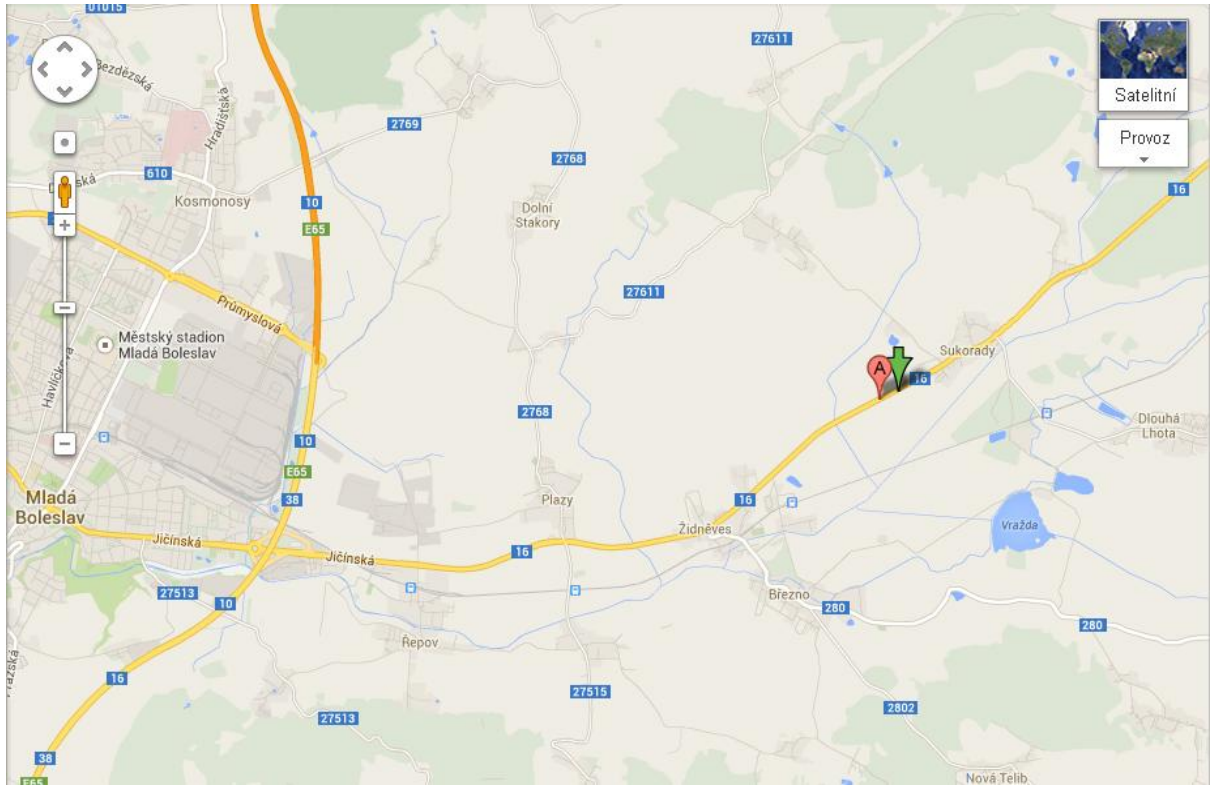 01015
27611
Satelitní
Bezdězská
Hradišťská
2769
Provoz
2768
610
16
Kosmonosy
10
Dolní
Stakory
E65
27611
Průmyslová
Městský stadion
Mladá Boleslav
Sukorady
A
16
Havlíčkova
2768
Dlouhá
Lhota
10
E65
Mladá
Boleslav
38
Plazy
16
Vražda
Židněves
Jičínská
Jičínská
16
27513
10
Březno
280
280
Řepov
Pražská
16
27515
27513
2802
38
Nová Telib
E65